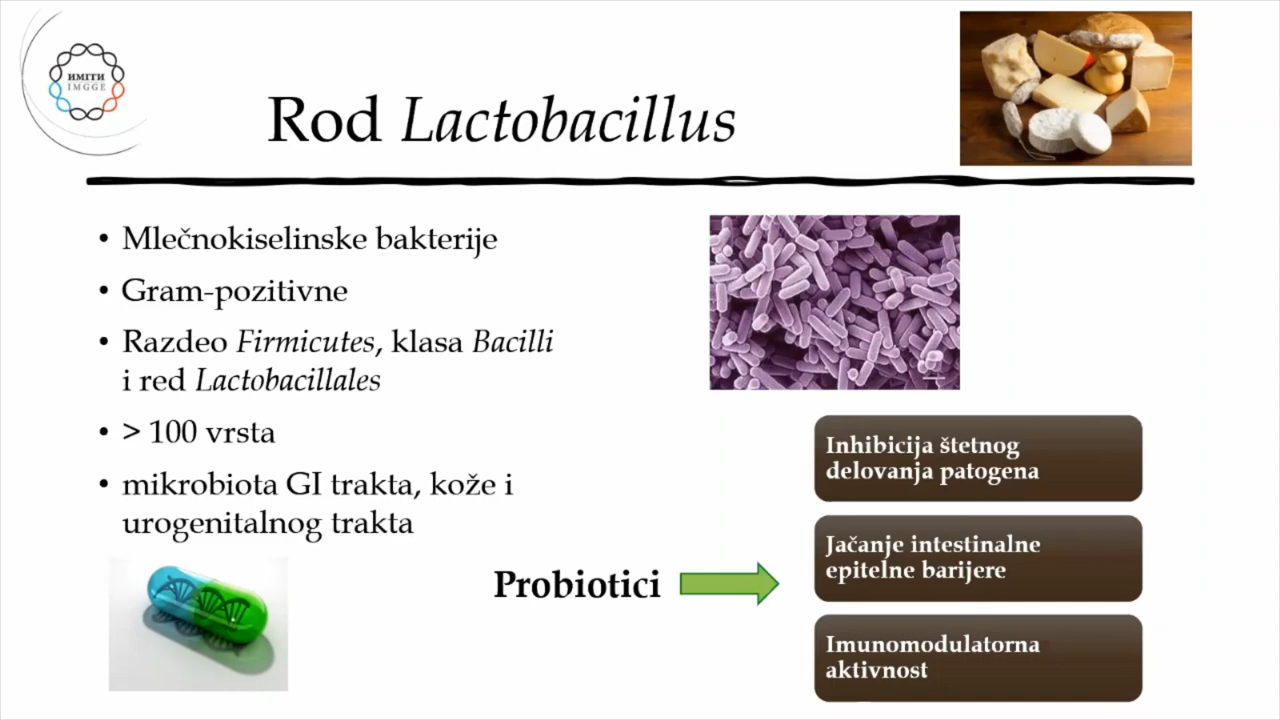 ИМГГИ
IMGGE
Rod Lactobacillus
• Mlečnokiselinske bakterije
• Gram-pozitivne
• Razdeo Firmicutes, klasa Bacilli
i red Lactobacillales
• > 100 vrsta
• mikrobiota GI trakta, kože i
urogenitalnog trakta
Probiotici
Inhibicija štetnog
delovanja patogena
Jačanje intestinalne
epitelne barijere
Imunomodulatorna
aktivnost